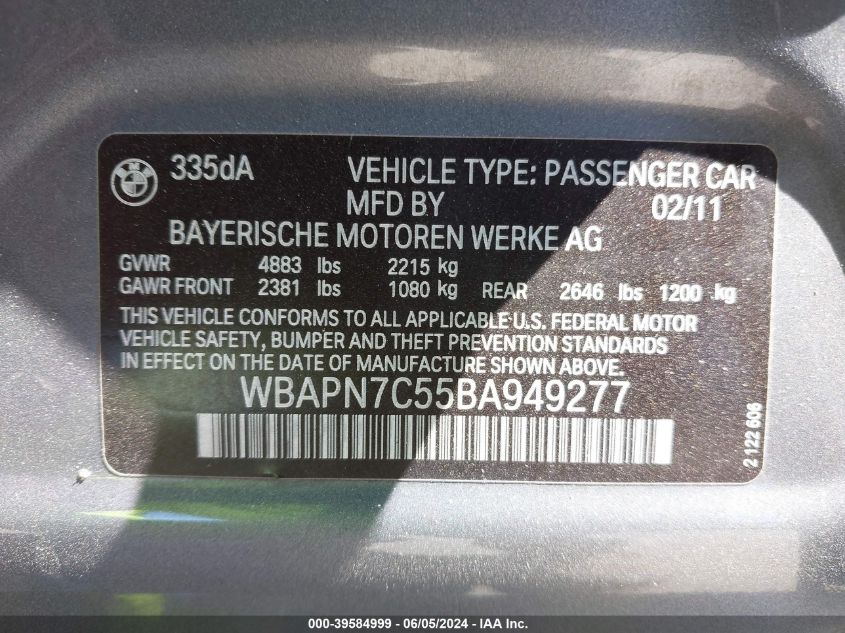 335dA VEHICLE TYPE: PASSENGER CAR
MFD BY 02/11
BAYERISCHE MOTOREN WERKE AG
GVWR 4883 lbs 2215 kg
GAWR FRONT 2381 lbs 1080 kg REAR 2646 lbs 1200 kg
THIS VEHICLE CONFORMS TO ALL APPLICABLE U.S. FEDERAL MOTOR
VEHICLE SAFETY, BUMPER AND THEFT PREVENTION STANDARDS
IN EFFECT ON THE DATE OF MANUFACTURE SHOWN ABOVE.
WBAPN7C55BA949277
2 122 606
000-39584999 - 06/05/2024 - IAA Inc.